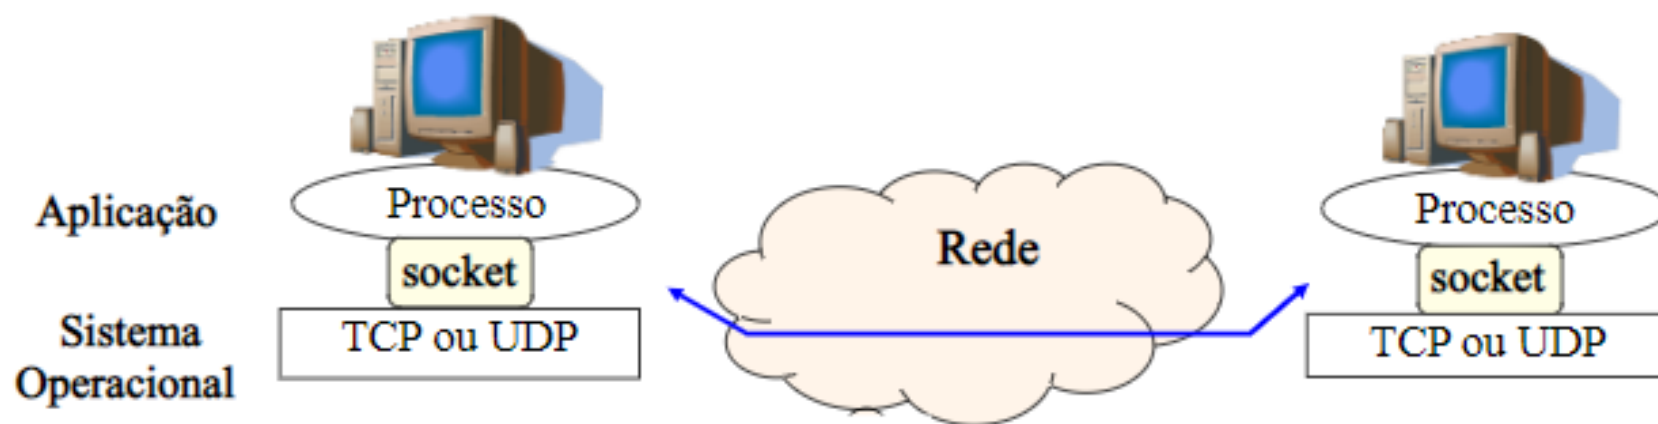 Aplicação
Processo
socket
Sistema
Operacional
TCP ou UDP
Rede
Processo
socket
TCP ou UDP